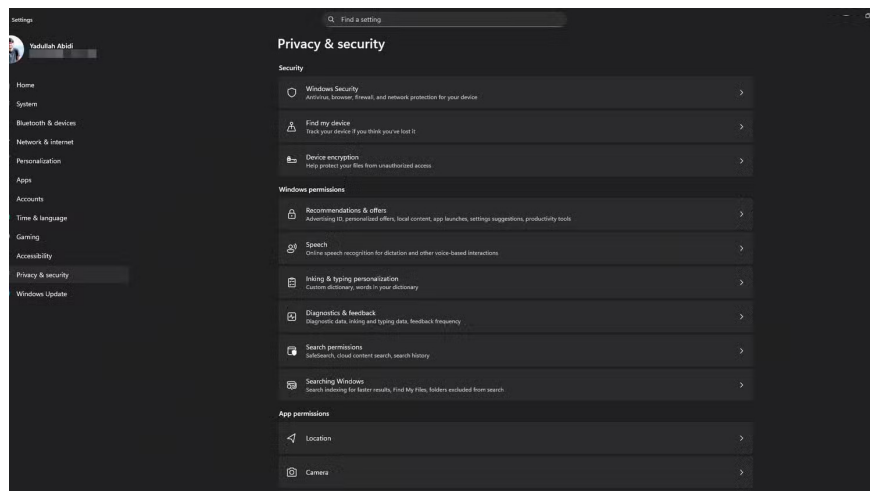 Settings
Find a setting
Yadullah Abidi
Home
System
Bluetooth & devices
Network & internet
Personalization
Apps
Accounts
Time & language
Gaming
Accessibility
Privacy & security
Windows Update
Privacy & security
Security
Windows Security
Antivirus, browser, firewall, and network protection for your device
Find my device
Track your device if you think you've lost it
Device encryption
Help protect your files from unauthorized access
Windows permissions
Recommendations & offers
Advertising ID, personalized offers, local content, app launches, settings suggestions, productivity tools
Speech
Online speech recognition for dictation and other voice-based interactions
Inking & typing personalization
Custom dictionary, words in your dictionary
Diagnostics & feedback
Diagnostic data, inking and typing data, feedback frequency
Search permissions
SafeSearch, cloud content search, search history
Searching Windows
Search indexing for faster results, Find My Files, folders excluded from search
App permissions
Location
Camera